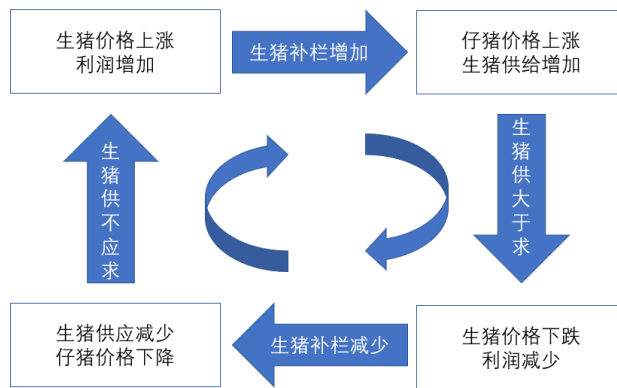 生猪价格上涨
利润增加
生猪补栏增加
仔猪价格上涨
生猪供给增加
生猪供大于求
生猪价格下跌
利润减少
生猪补栏减少
生猪供应减少
仔猪价格下降
生猪供不应求